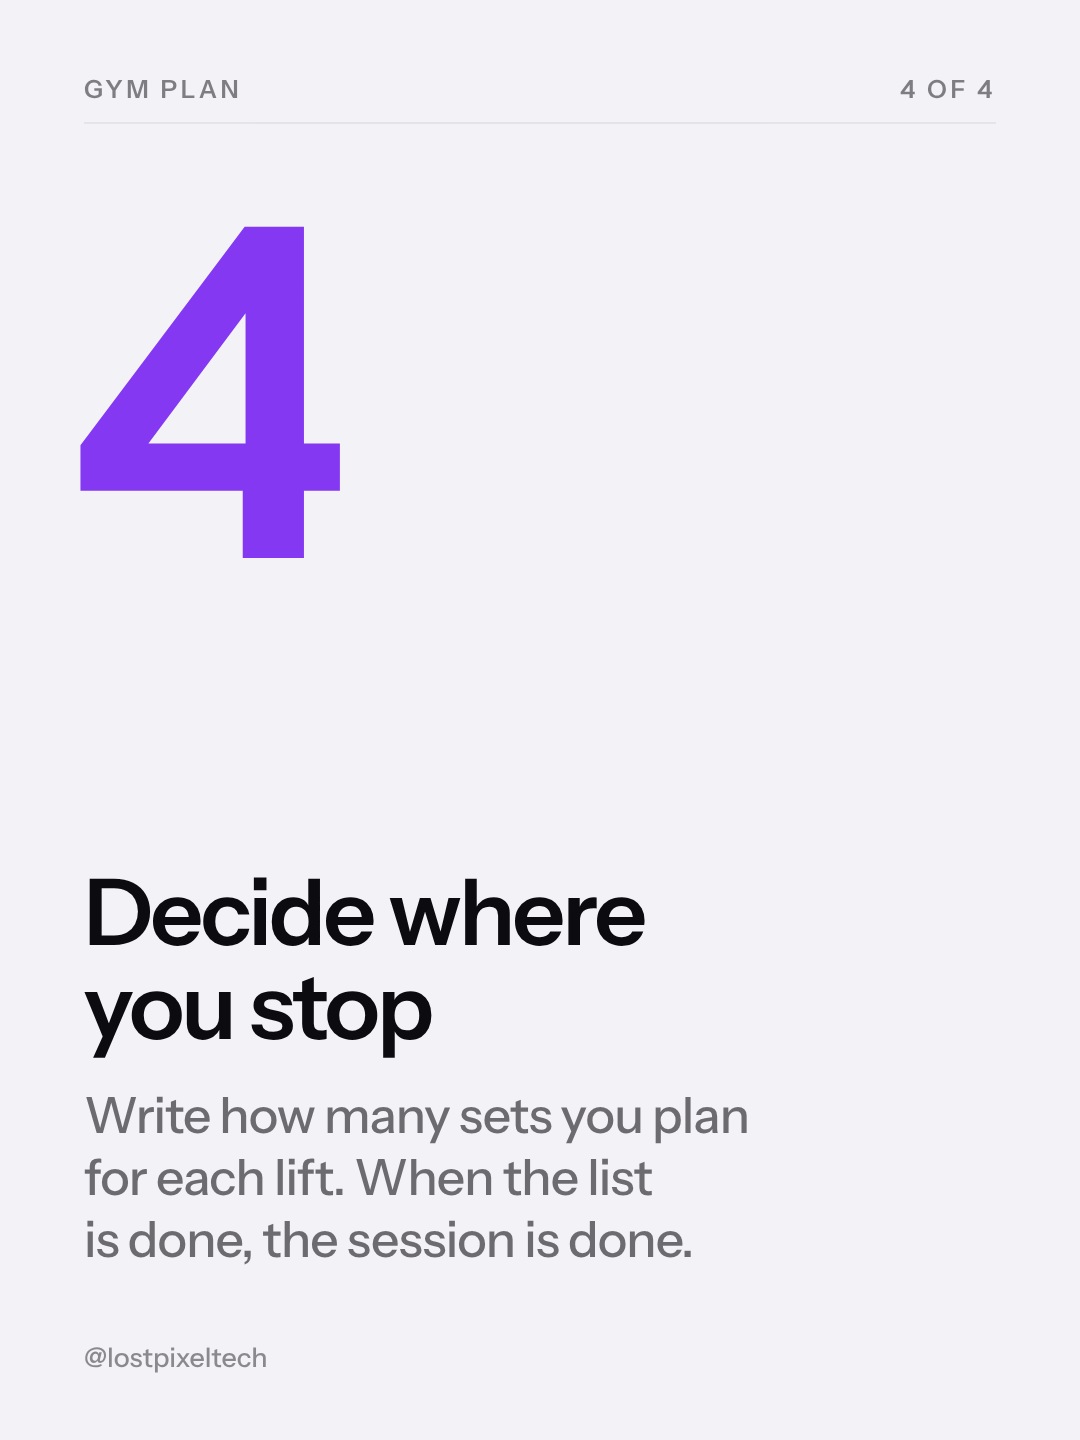 GYM PLAN
4 OF 4
4
Decide where
you stop
Write how many sets you plan
for each lift. When the list
is done, the session is done.
@lostpixeltech